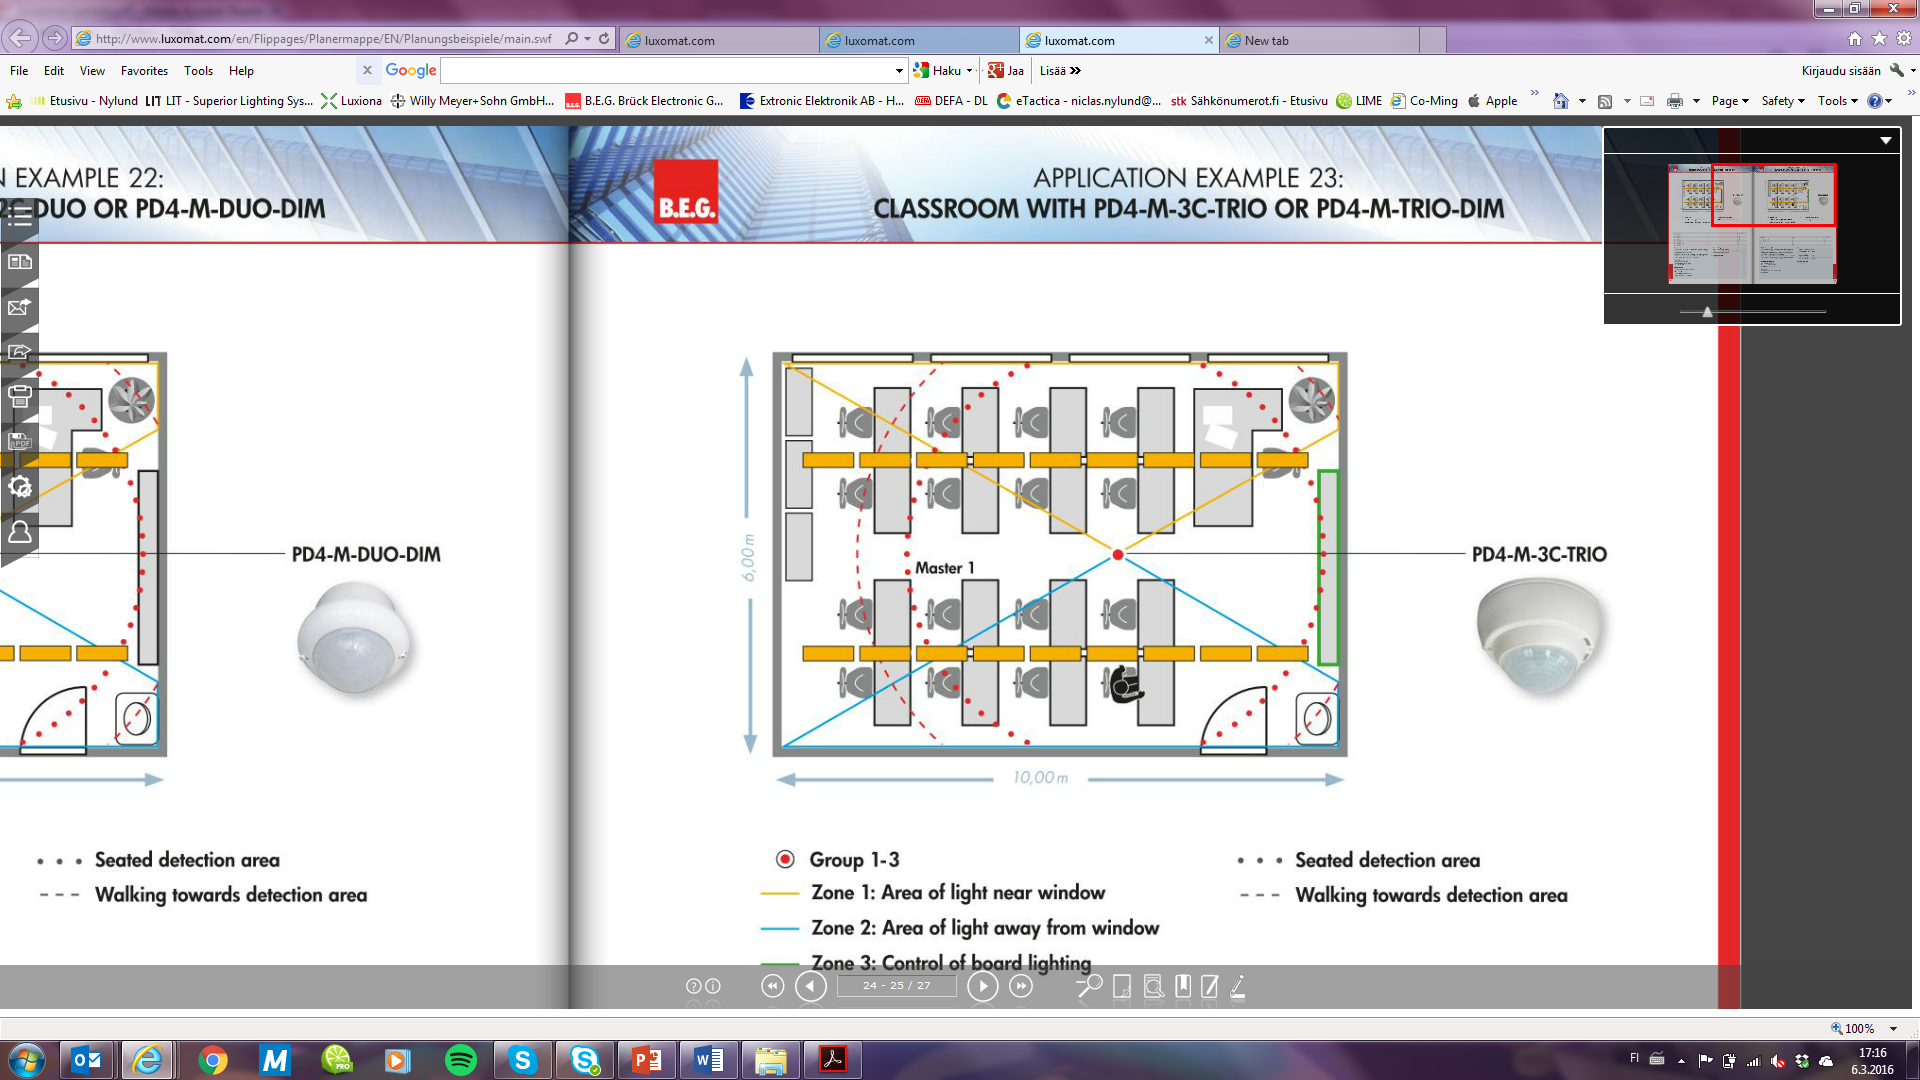 http://www.luxomat.com/en/Flippages/Planermappe/EN/Planungsbeispiele/main.swf
luxomat.com
luxomat.com
luxomat.com
New tab
File Edit View Favorites Tools Help
Google
Haku
Jaa
Lisää
Kirjaudu sisään
Etusivu - Nylund
LIT LIT - Superior Lighting Sys...
Luxiona
Willy Meyer+Sohn GmbH...
B.E.G. Brück Electronic G...
Extronic Elektronik AB - H...
DEFA - DL
eTactica - niclas.nylund@...
stk Sähkönumerot.fi - Etusivu
LIME
Co-Ming
Apple
Page
Safety
Tools
N EXAMPLE 22:
2C-DUO OR PD4-M-DUO-DIM
B.E.G.
APPLICATION EXAMPLE 23:
CLASSROOM WITH PD4-M-3C-TRIO OR PD4-M-TRIO-DIM
PDF
PD4-M-DUO-DIM
6,00 m
Master 1
PD4-M-3C-TRIO
10,00 m
Seated detection area
Walking towards detection area
Group 1-3
Zone 1: Area of light near window
Zone 2: Area of light away from window
Zone 3: Control of board lighting
Seated detection area
Walking towards detection area
24 - 25 / 27
100%
FI
17:16
6.3.2016